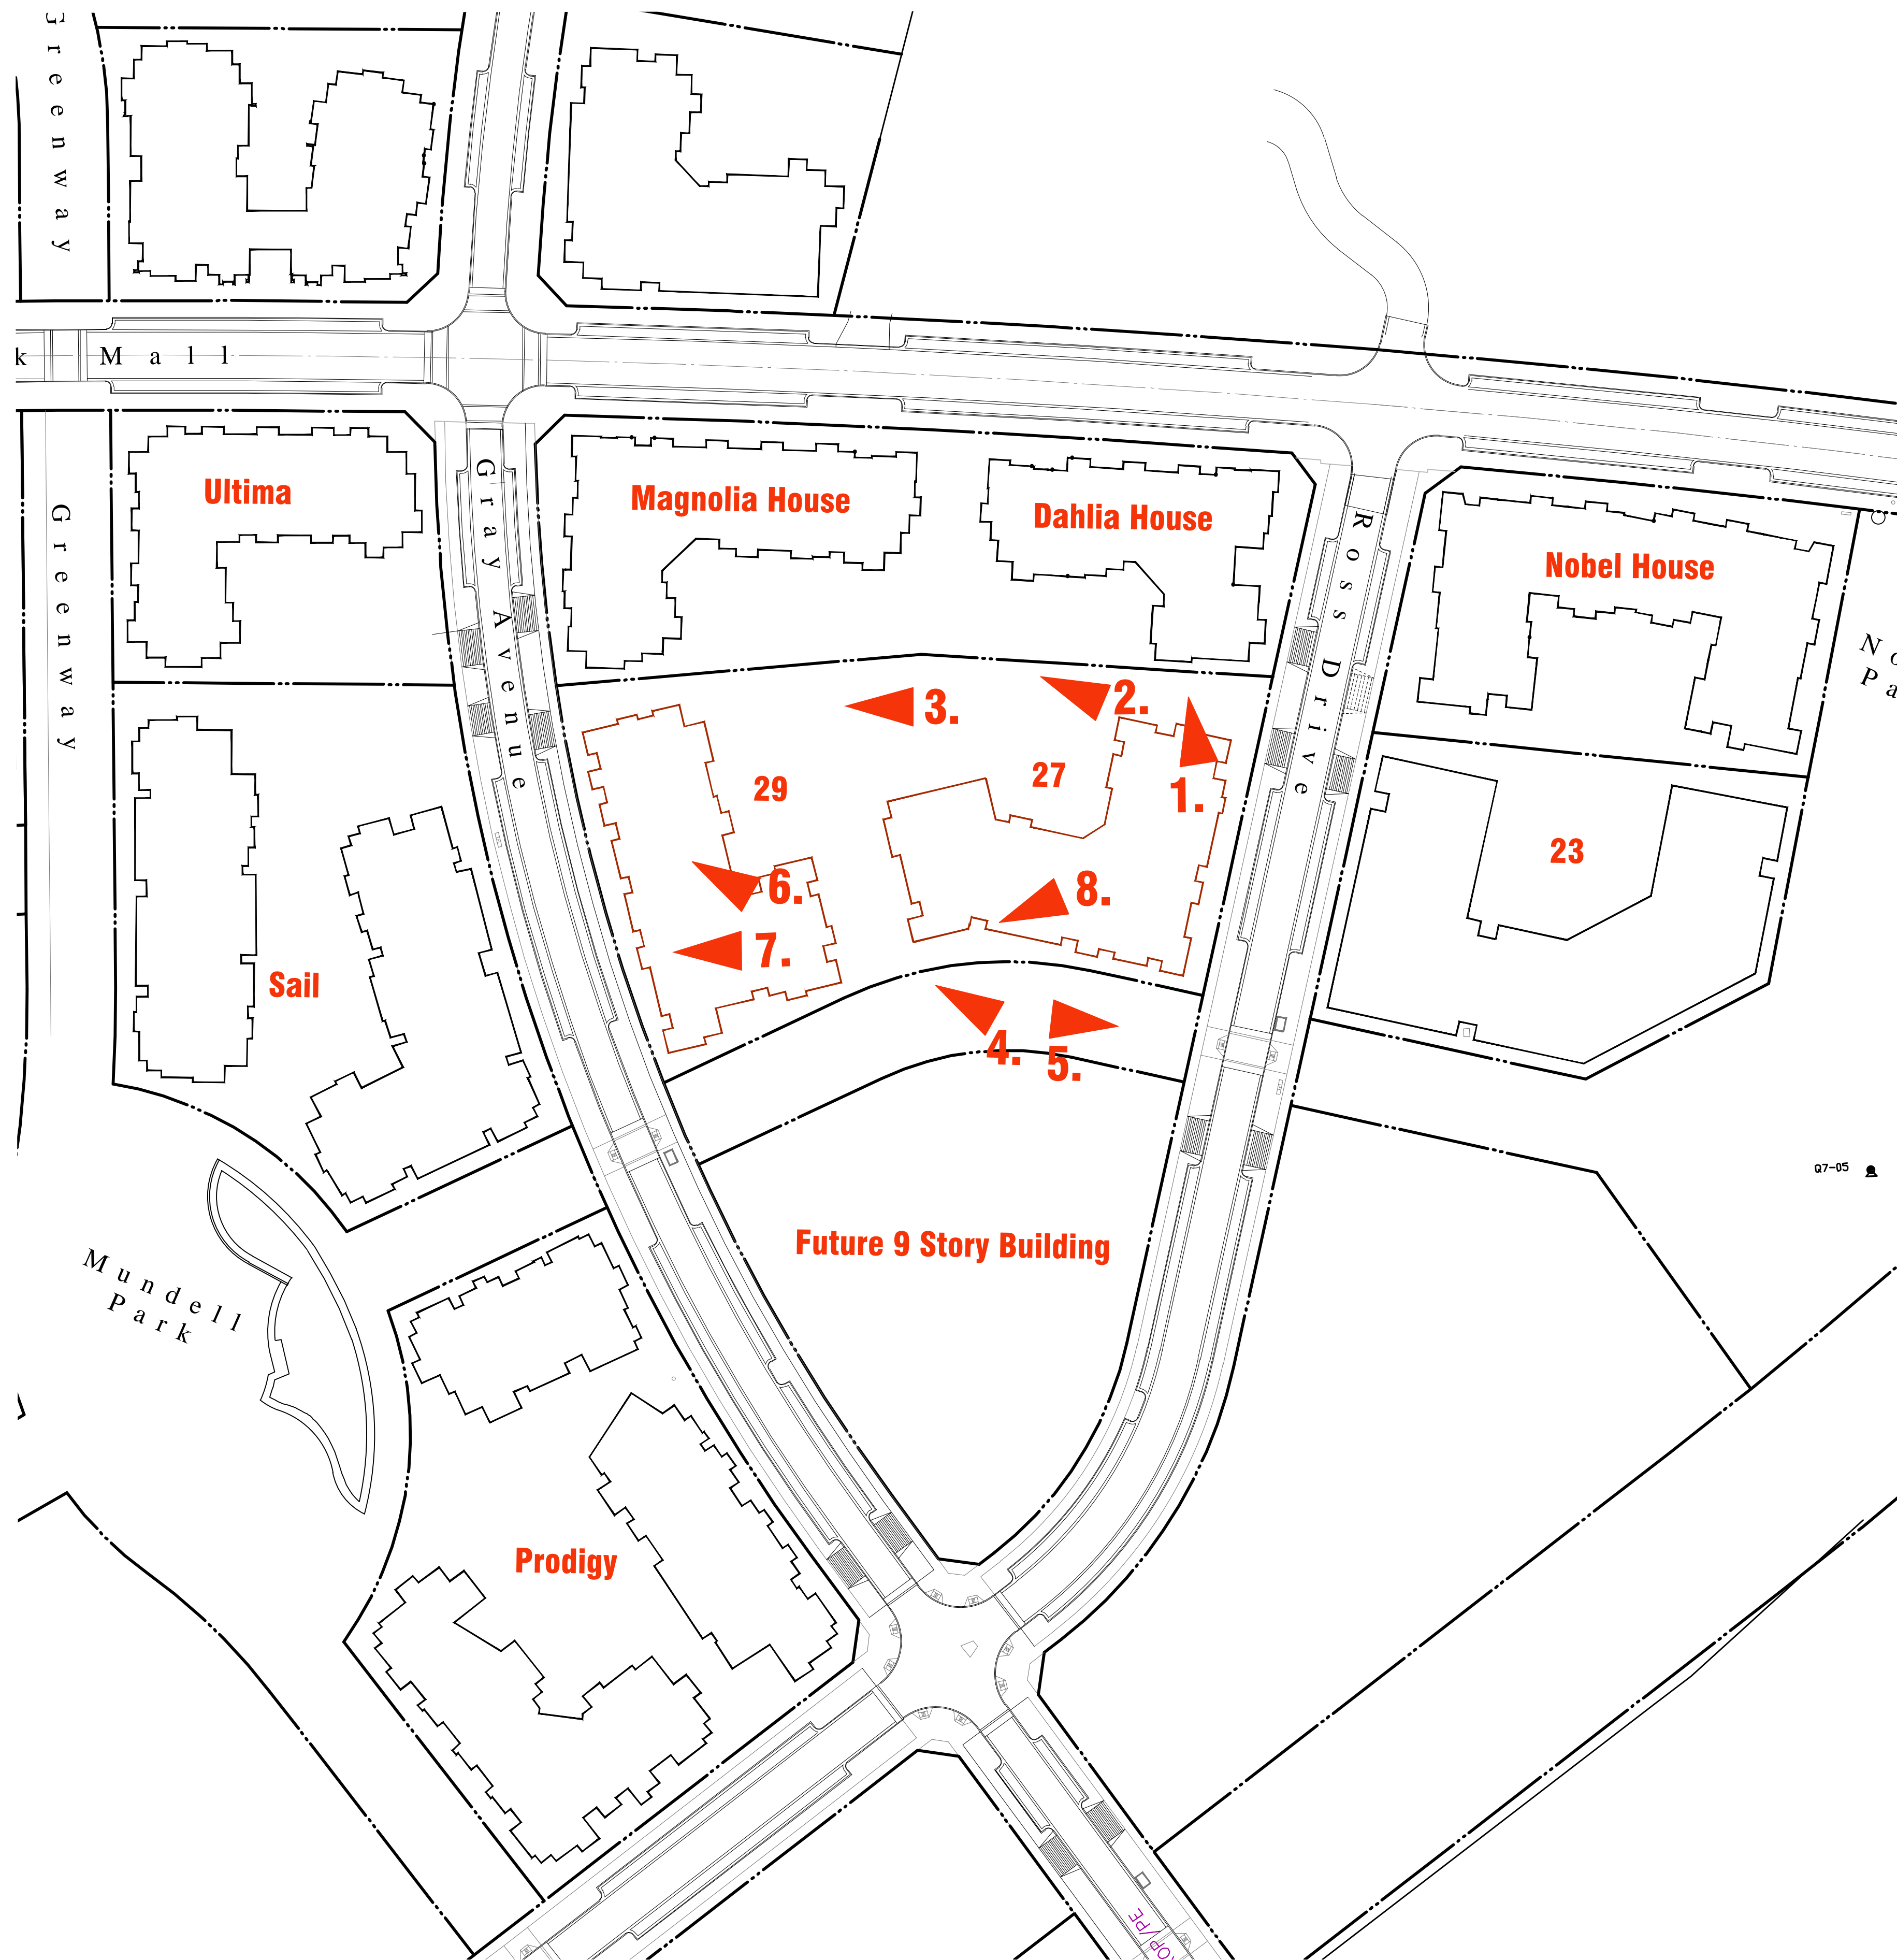 Greenway
k Mall
Greenway
Ultima
Gray Avenue
Magnolia House
Dahlia House
Ross Drive
Nobel House
3.
2.
29
27
1.
23
6.
8.
7.
Sail
4.
5.
Q7-05
Future 9 Story Building
Mundell
Park
Prodigy